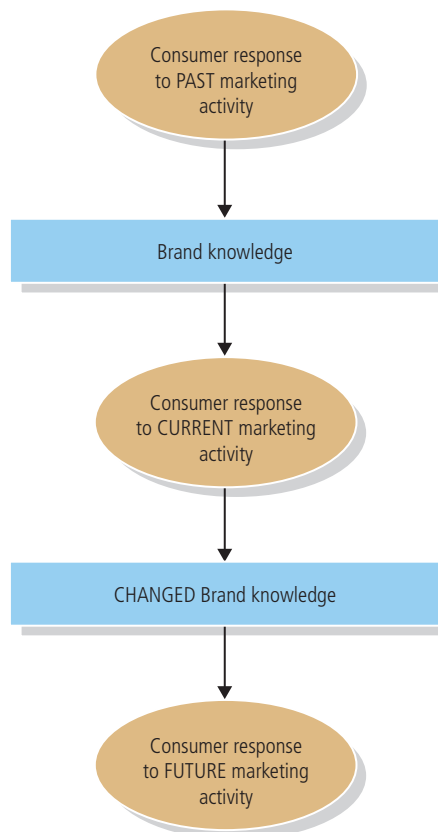 Consumer response
to PAST marketing
activity
Brand knowledge
Consumer response
to CURRENT marketing
activity
CHANGED Brand knowledge
Consumer response
to FUTURE marketing
activity